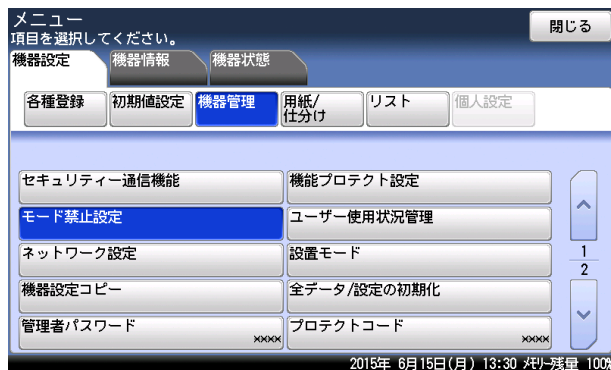 メニュー
項目を選択してください。
閉じる
機器設定 機器情報 機器状態
各種登録 初期値設定 機器管理 用紙/ リスト 個人設定
仕分け
セキュリティー通信機能 機能プロテクト設定
モード禁止設定 ユーザー使用状況管理
ネットワーク設定 設置モード
1
2
機器設定コピー 全データ/設定の初期化
管理者パスワード ×××× プロテクトコード ××××
2015年 6月15日(月) 13:30 メモリー残量 100%